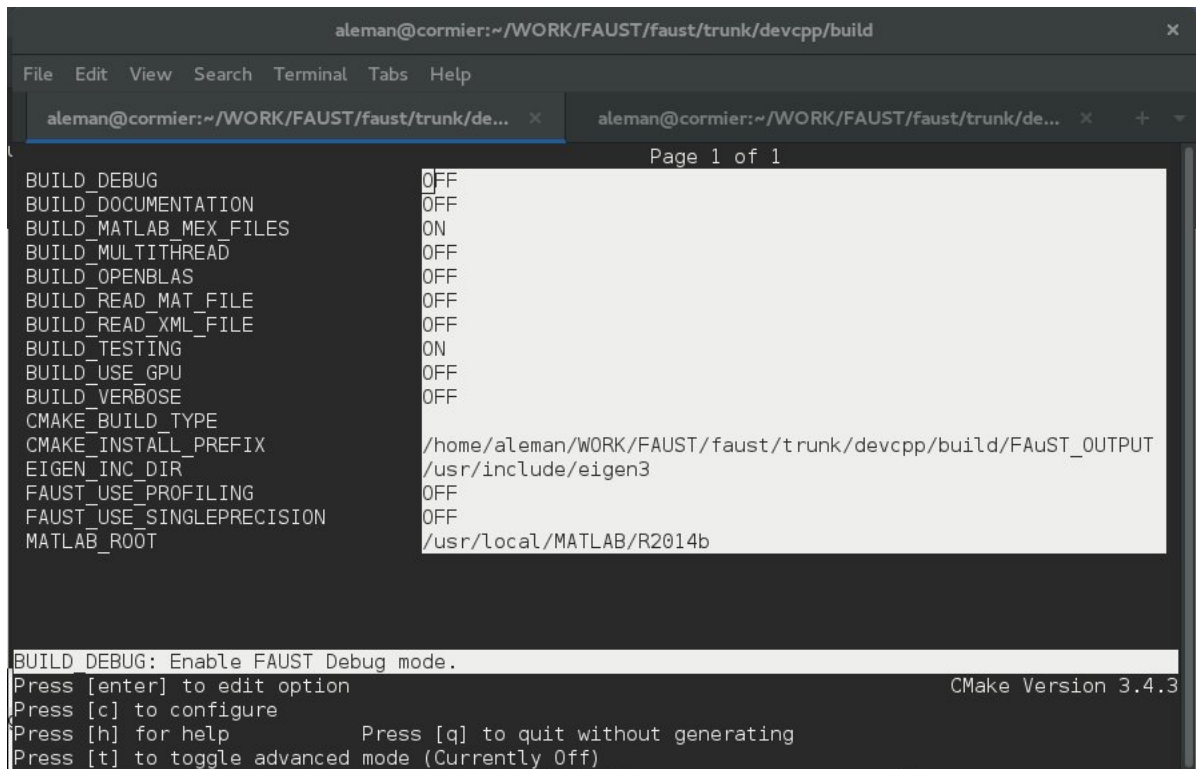 aleman@cormier:~/WORK/FAUST/faust/trunk/devcpp/build ×
File Edit View Search Terminal Tabs Help
aleman@cormier:~/WORK/FAUST/faust/trunk/de... × aleman@cormier:~/WORK/FAUST/faust/trunk/de... × +
Page 1 of 1
BUILD_DEBUG OFF
BUILD_DOCUMENTATION OFF
BUILD_MATLAB_MEX_FILES ON
BUILD_MULTITHREAD OFF
BUILD_OPENBLAS OFF
BUILD_READ_MAT_FILE OFF
BUILD_READ_XML_FILE OFF
BUILD_TESTING ON
BUILD_USE_GPU OFF
BUILD_VERBOSE OFF
CMAKE_BUILD_TYPE
CMAKE_INSTALL_PREFIX /home/aleman/WORK/FAUST/faust/trunk/devcpp/build/FAuST_OUTPUT
EIGEN_INC_DIR /usr/include/eigen3
FAUST_USE_PROFILING OFF
FAUST_USE_SINGLEPRECISION OFF
MATLAB_ROOT /usr/local/MATLAB/R2014b
BUILD_DEBUG: Enable FAUST Debug mode.
Press [enter] to edit option CMake Version 3.4.3
Press [c] to configure
Press [h] for help Press [q] to quit without generating
Press [t] to toggle advanced mode (Currently Off)